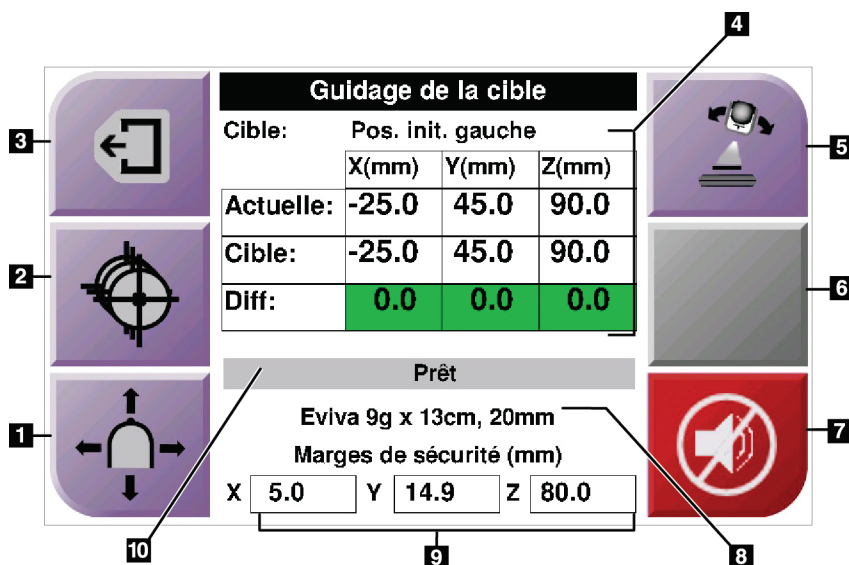 4
Guidage de la cible
3
Cible: Pos. init. gauche
5
X(mm) Y(mm) Z(mm)
Actuelle: -25.0 45.0 90.0
2
Cible: -25.0 45.0 90.0
6
Diff: 0.0 0.0 0.0
Prêt
1
Eviva 9g x 13cm, 20mm
7
Marges de sécurité (mm)
X 5.0 Y 14.9 Z 80.0
10
9
8